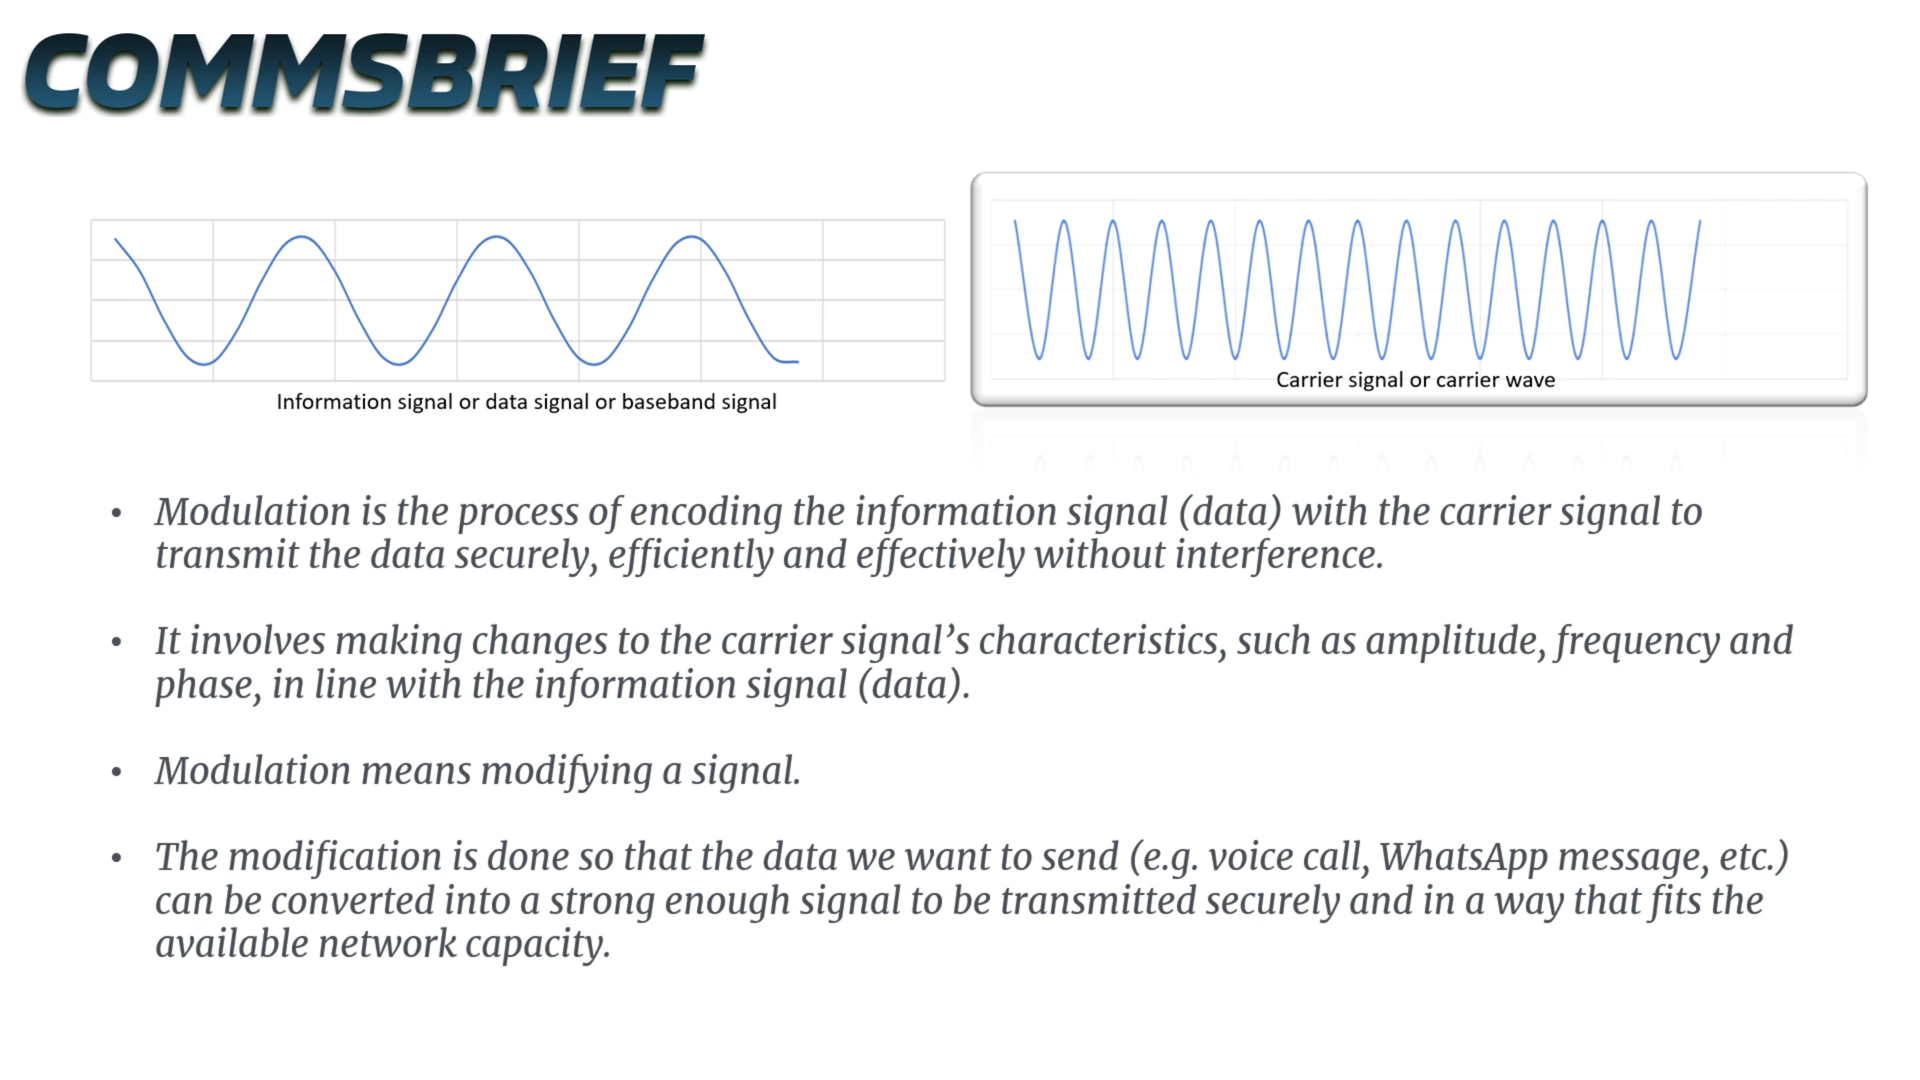 COMMSBRIEF
Information signal or data signal or baseband signal
Carrier signal or carrier wave
• Modulation is the process of encoding the information signal (data) with the carrier signal to
transmit the data securely, efficiently and effectively without interference.
• It involves making changes to the carrier signal’s characteristics, such as amplitude, frequency and
phase, in line with the information signal (data).
• Modulation means modifying a signal.
• The modification is done so that the data we want to send (e.g. voice call, WhatsApp message, etc.)
can be converted into a strong enough signal to be transmitted securely and in a way that fits the
available network capacity.